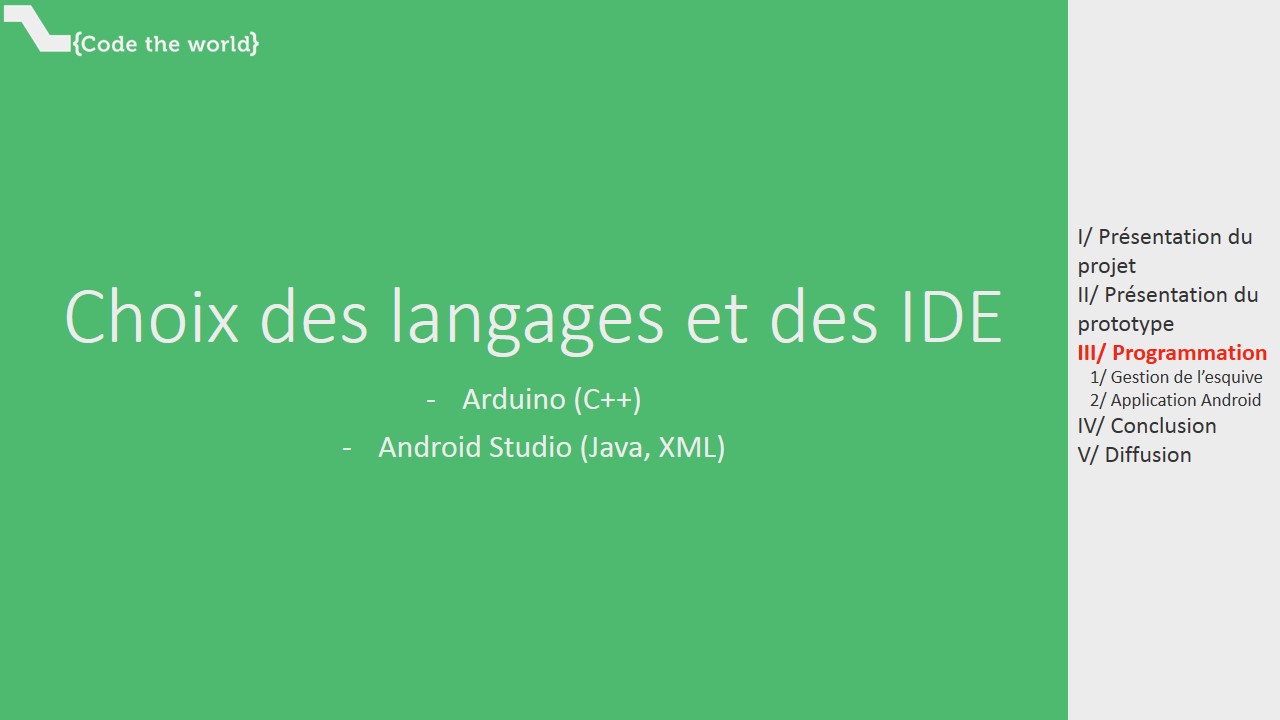 {Code the world}
Choix des langages et des IDE
- Arduino (C++)
- Android Studio (Java, XML)
I/ Présentation du
projet
II/ Présentation du
prototype
III/ Programmation
1/ Gestion de l’esquive
2/ Application Android
IV/ Conclusion
V/ Diffusion